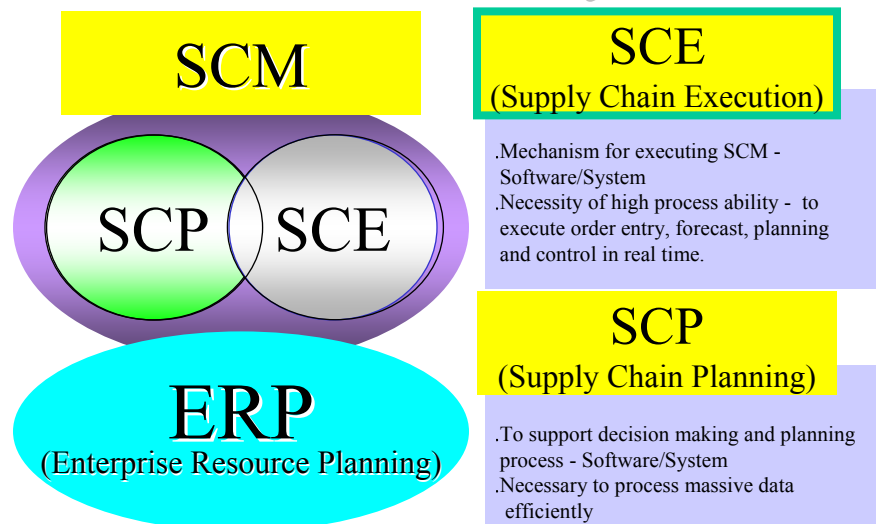 SCM
SCP
SCE
ERP
(Enterprise Resource Planning)
SCE
(Supply Chain Execution)
.Mechanism for executing SCM -
Software/System
.Necessity of high process ability - to
execute order entry, forecast, planning
and control in real time.
SCP
(Supply Chain Planning)
.To support decision making and planning
process - Software/System
.Necessary to process massive data
efficiently